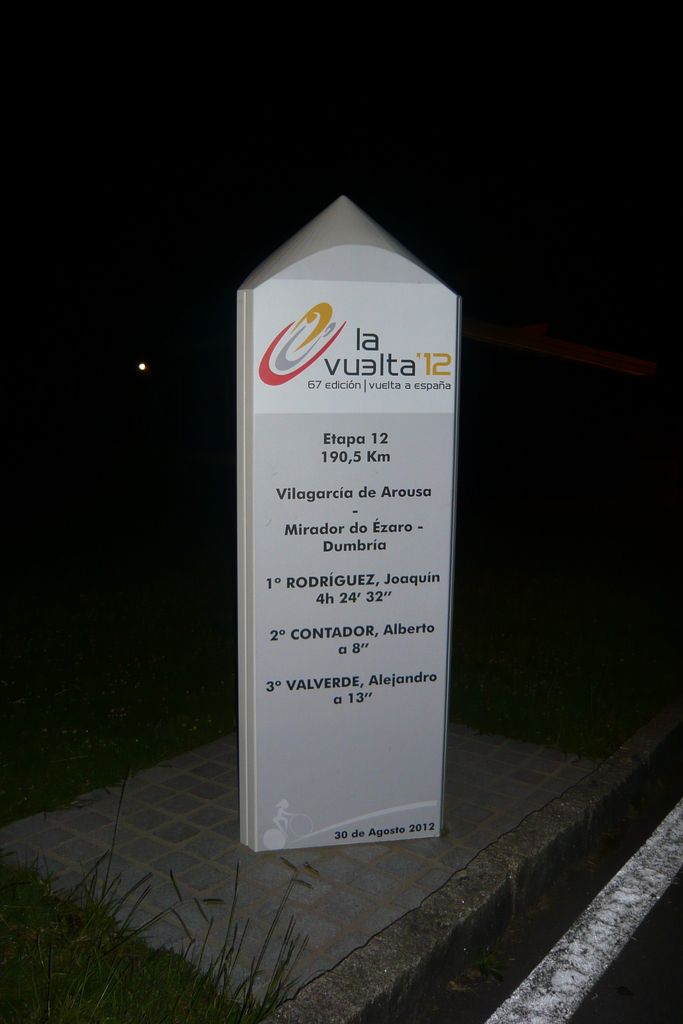 la
vuelta'12
67 edición | vuelta a españa
Etapa 12
190,5 Km
Vilagarcía de Arousa
-
Mirador do Ézaro -
Dumbría
1º RODRÍGUEZ, Joaquín
4h 24' 32''
2º CONTADOR, Alberto
a 8''
3º VALVERDE, Alejandro
a 13''
30 de Agosto 2012